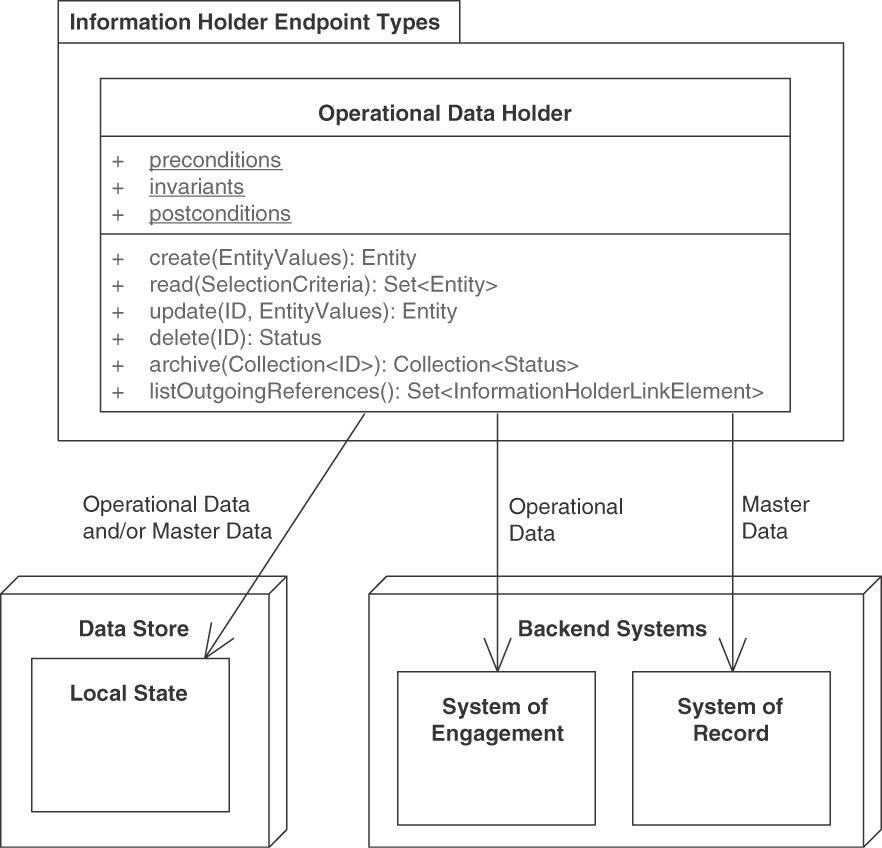 Information Holder Endpoint Types
Operational Data Holder
+ preconditions
+ invariants
+ postconditions
+ create(EntityValues): Entity
+ read(SelectionCriteria): Set<Entity>
+ update(ID, EntityValues): Entity
+ delete(ID): Status
+ archive(Collection<ID>): Collection<Status>
+ listOutgoingReferences(): Set<InformationHolderLinkElement>
Operational Data
and/or Master Data
Operational
Data
Master
Data
Data Store
Local State
Backend Systems
System of
Engagement
System of
Record